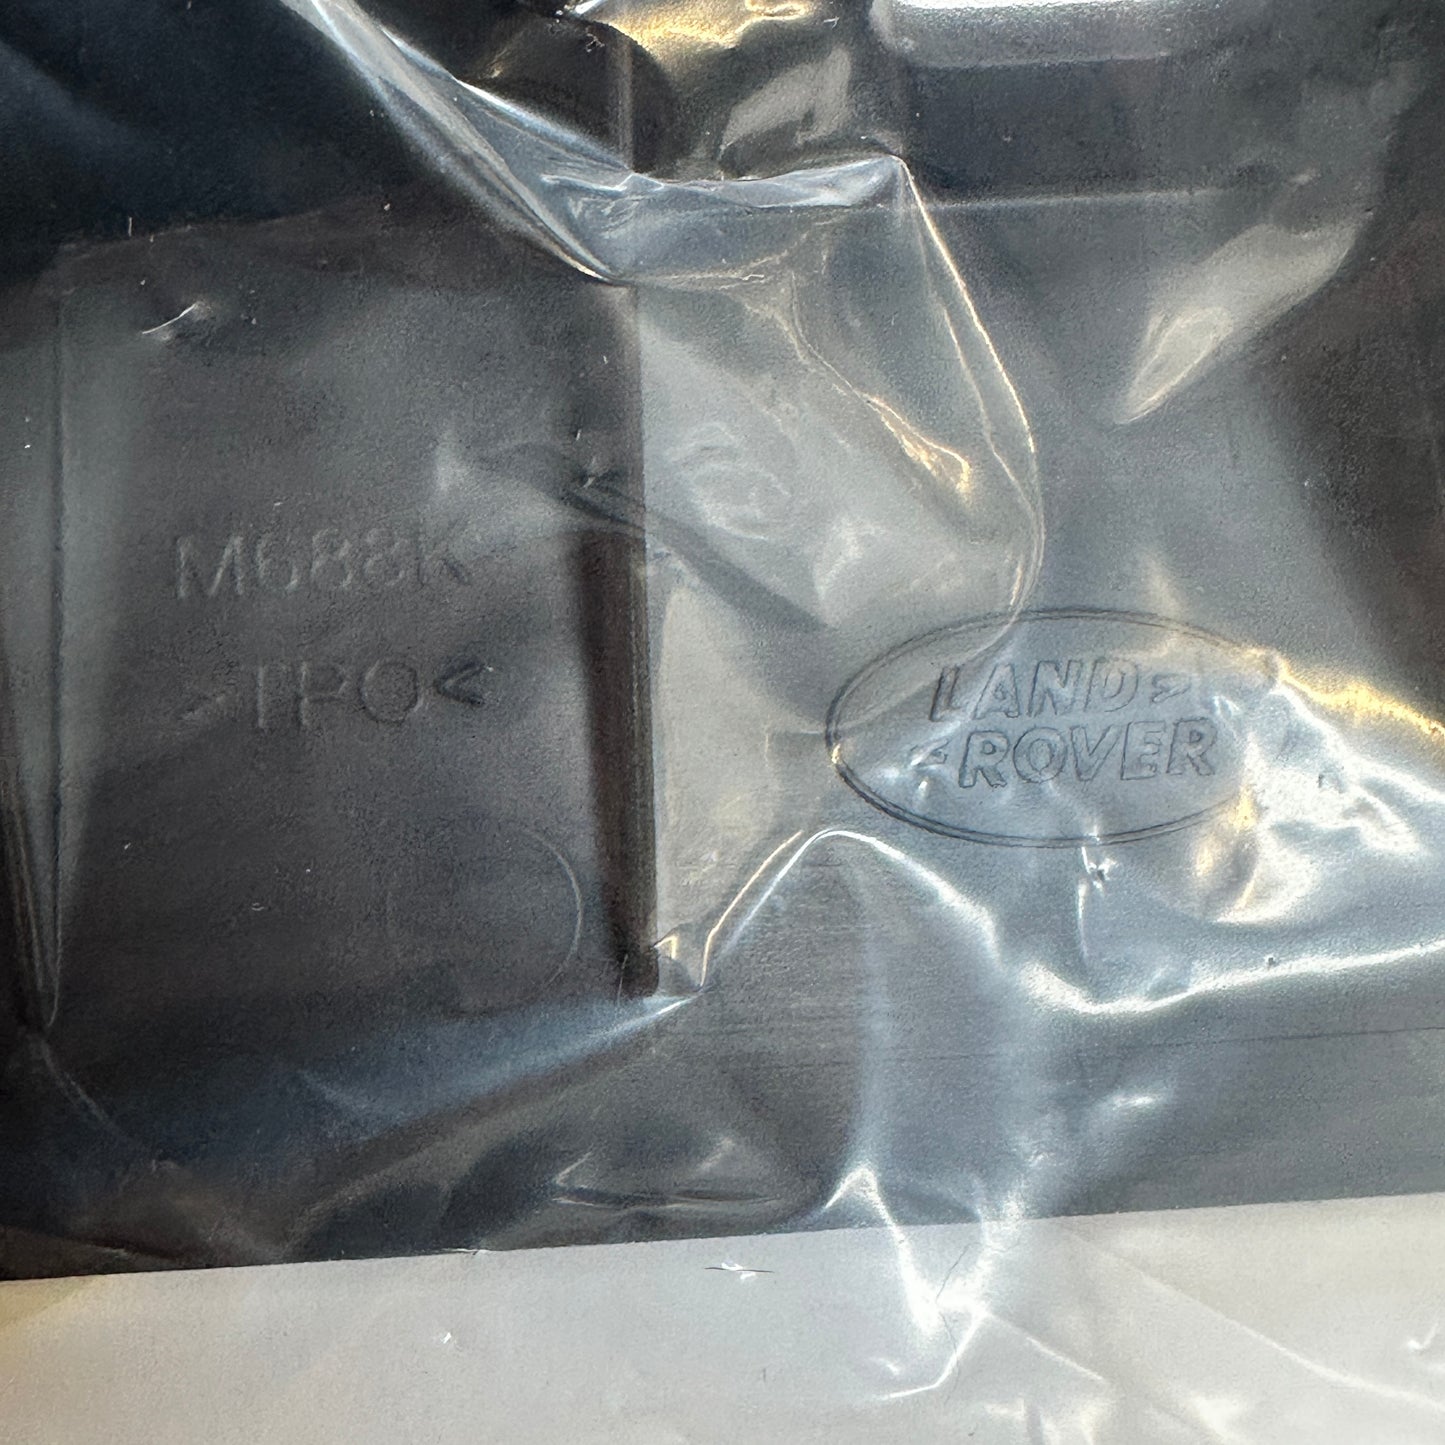 M688K
>TPO<
LAND
ROVER